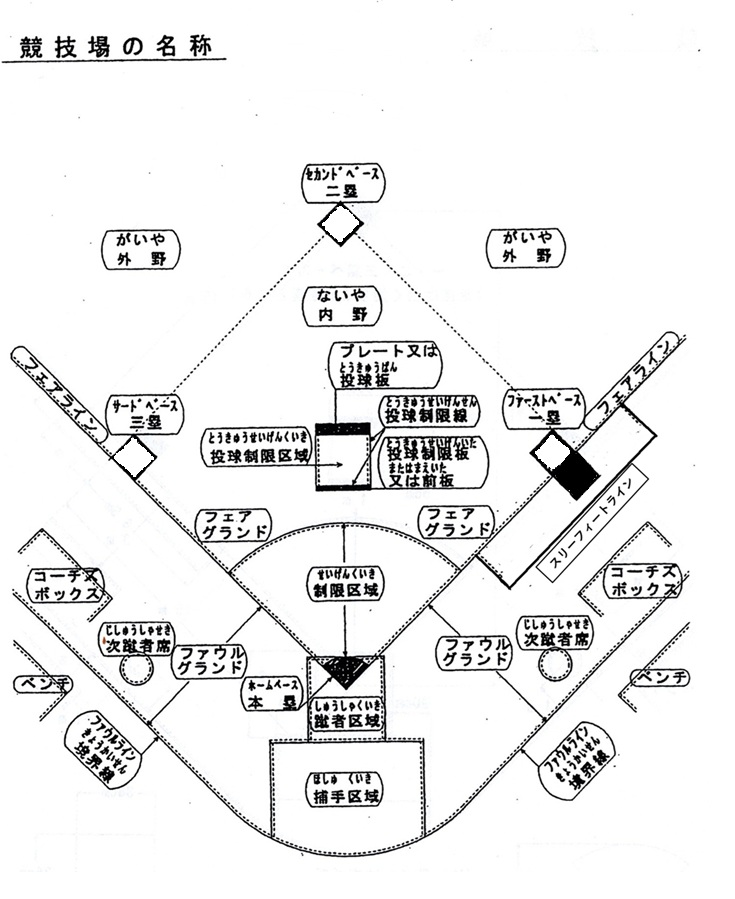 競技場の名称
セカンドベース
二塁
がいや
外野
がいや
外野
ないや
内野
プレート又は
とうきゅうばん
投球板
フェアライン
フェアライン
サードベース
三塁
とうきゅうせいげんせん
投球制限線
ファーストベース
一塁
とうきゅうせいげんくいき
投球制限区域
とうきゅうせいげんいた
投球制限板
またはまえいた
又は前板
スリーフィートライン
フェア
グランド
フェア
グランド
せいげんくいき
制限区域
コーチズ
ボックス
コーチズ
ボックス
じしゅうしゃせき
次蹴者席
ファウル
グランド
ファウル
グランド
じしゅうしゃせき
次蹴者席
ベンチ
ホームイース
本塁
しゅうしゃくいき
蹴者区域
ベンチ
ファウルライン
きょうかいせん
境界線
ファウルライン
きょうかいせん
境界線
ほしゅくいき
捕手区域